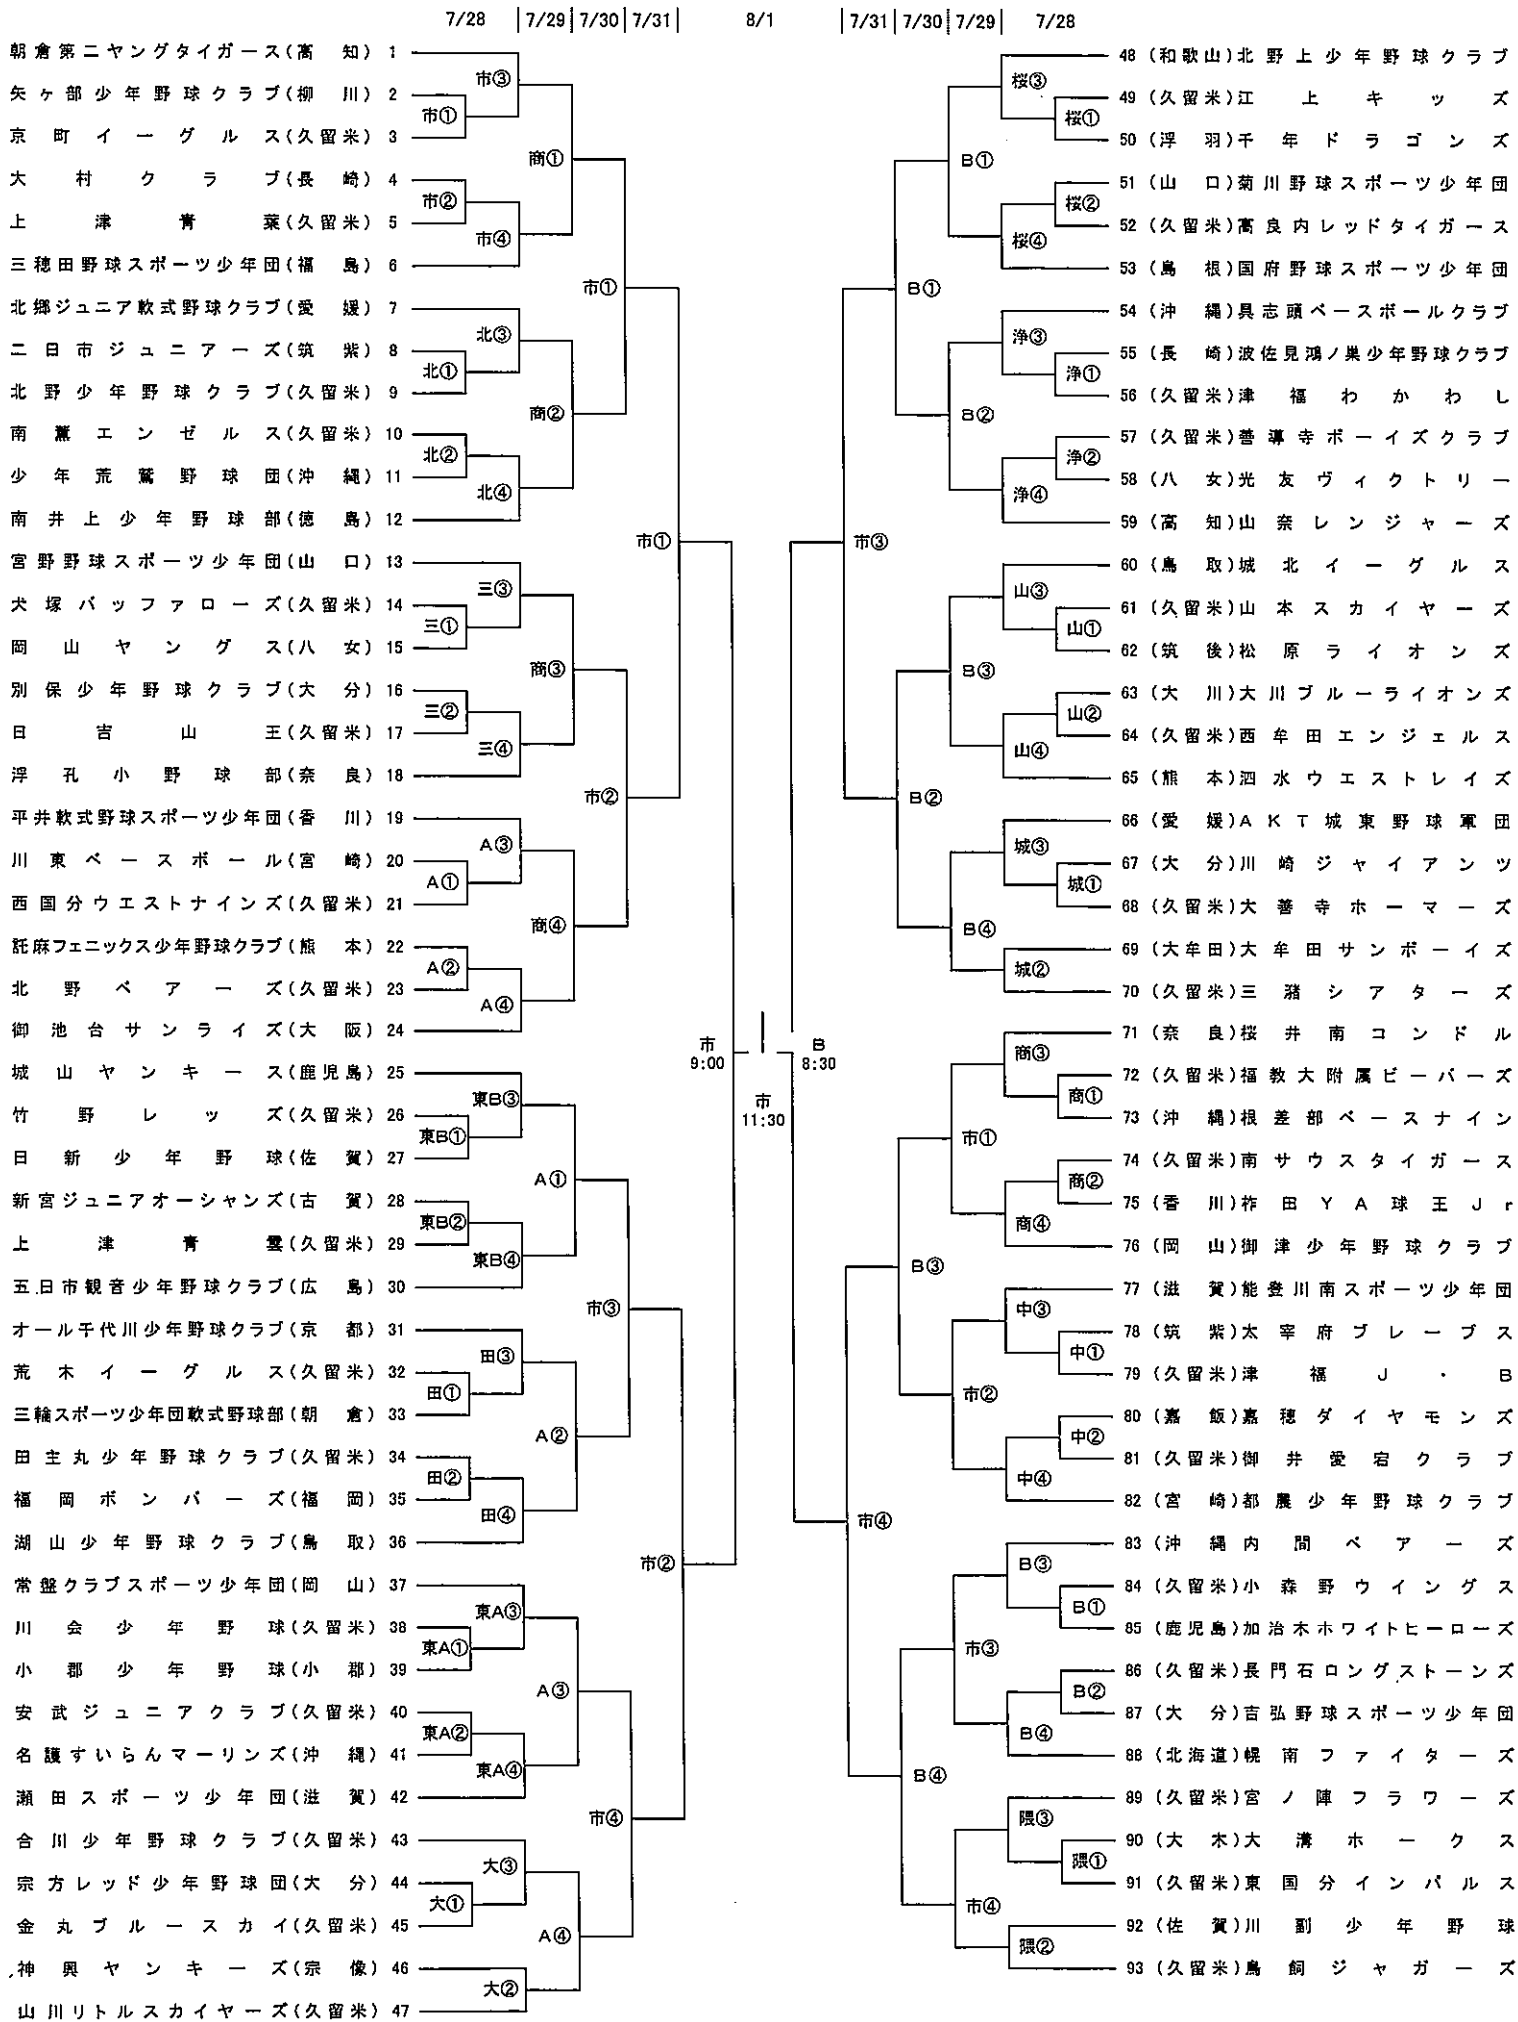 7/28 7/29 7/30 7/31 8/1 7/31 7/30 7/29 7/28
朝倉第二ヤングタイガース(高 知) 1
矢ヶ部少年野球クラブ(柳 川) 2
京町イーグルス(久留米) 3
大村クラブ(長 崎) 4
上津青葉(久留米) 5
三穂田野球スポーツ少年団(福 島) 6
北郷ジュニア軟式野球クラブ(愛 媛) 7
二日市ジュニアーズ(筑 紫) 8
北野少年野球クラブ(久留米) 9
南薫エンゼルス(久留米) 10
少年荒鷲野球団(沖 縄) 11
南井上少年野球部(徳 島) 12
宮野野球スポーツ少年団(山 口) 13
犬塚バッファローズ(久留米) 14
岡山ヤングス(八 女) 15
別保少年野球クラブ(大 分) 16
日吉山王(久留米) 17
浮孔小野球部(奈 良) 18
平井軟式野球スポーツ少年団(香 川) 19
川東ベースボール(宮 崎) 20
西国分ウエストナインズ(久留米) 21
託麻フェニックス少年野球クラブ(熊 本) 22
北野ベアーズ(久留米) 23
御池台サンライズ(大 阪) 24
城山ヤンキース(鹿児島) 25
竹野レッズ(久留米) 26
日新少年野球(佐 賀) 27
新宮ジュニアオーシャンズ(古 賀) 28
上津青雲(久留米) 29
五日市観音少年野球クラブ(広 島) 30
オール千代川少年野球クラブ(京 都) 31
荒木イーグルス(久留米) 32
三輪スポーツ少年団軟式野球部(朝 倉) 33
田主丸少年野球クラブ(久留米) 34
福岡ボンバーズ(福 岡) 35
湖山少年野球クラブ(鳥 取) 36
常盤クラブスポーツ少年団(岡 山) 37
川会少年野球(久留米) 38
小郡少年野球(小 郡) 39
安武ジュニアクラブ(久留米) 40
名護すいらんマーリンズ(沖 縄) 41
瀬田スポーツ少年団(滋 賀) 42
合川少年野球クラブ(久留米) 43
宗方レッド少年野球団(大 分) 44
金丸ブルースカイ(久留米) 45
神興ヤンキーズ(宗 像) 46
山川リトルスカイヤーズ(久留米) 47
市③
市①
市②
市④
北③
北①
北②
北④
三③
三①
三②
三④
A③
A①
A②
A④
東B③
東B①
東B②
東B④
田③
田①
田②
田④
東A③
東A①
東A②
東A④
大③
大①
大②
商①
商②
商③
商④
A①
A②
A③
A④
市①
市②
市③
市④
市①
市②
市
9:00
市
11:30
B
8:30
市③
市④
B①
B②
B③
B④
B①
B②
B③
B④
市①
市②
市③
市④
桜③
桜①
桜②
桜④
浄③
浄①
浄②
浄④
山③
山①
山②
山④
城③
城①
城②
商③
商①
商②
商④
中③
中①
中②
中④
B③
B①
B②
B④
隈③
隈①
隈②
48 (和歌山)北野上少年野球クラブ
49 (久留米)江上キッズ
50 (浮 羽)千年ドラゴンズ
51 (山 口)菊川野球スポーツ少年団
52 (久留米)高良内レッドタイガース
53 (島 根)国府野球スポーツ少年団
54 (沖 縄)具志頭ベースボールクラブ
55 (長 崎)波佐見鴻ノ巣少年野球クラブ
56 (久留米)津福わかわし
57 (久留米)善導寺ボーイズクラブ
58 (八 女)光友ヴィクトリー
59 (高 知)山奈レンジャーズ
60 (鳥 取)城北イーグルス
61 (久留米)山本スカイヤーズ
62 (筑 後)松原ライオンズ
63 (大 川)大川ブルーライオンズ
64 (久留米)西牟田エンジェルス
65 (熊 本)泗水ウエストレイズ
66 (愛 媛)AKT城東野球軍団
67 (大 分)川崎ジャイアンツ
68 (久留米)大善寺ホーマーズ
69 (大牟田)大牟田サンボーイズ
70 (久留米)三潴シアターズ
71 (奈 良)桜井南コンドル
72 (久留米)福教大附属ビーバーズ
73 (沖 縄)根差部ベースナイン
74 (久留米)南サウスタイガース
75 (香 川)柞田YA球王Jr
76 (岡 山)御津少年野球クラブ
77 (滋 賀)能登川南スポーツ少年団
78 (筑 紫)太宰府ブレーブス
79 (久留米)津福J・B
80 (嘉 飯)嘉穂ダイヤモンズ
81 (久留米)御井愛宕クラブ
82 (宮 崎)都農少年野球クラブ
83 (沖 縄)内間ベアーズ
84 (久留米)小森野ウイングス
85 (鹿児島)加治木ホワイトヒーローズ
86 (久留米)長門石ロングストーンズ
87 (大 分)吉弘野球スポーツ少年団
88 (北海道)幌南ファイターズ
89 (久留米)宮ノ陣フラワーズ
90 (大 木)大溝ホークス
91 (久留米)東国分インパルス
92 (佐 賀)川副少年野球
93 (久留米)鳥飼ジャガーズ